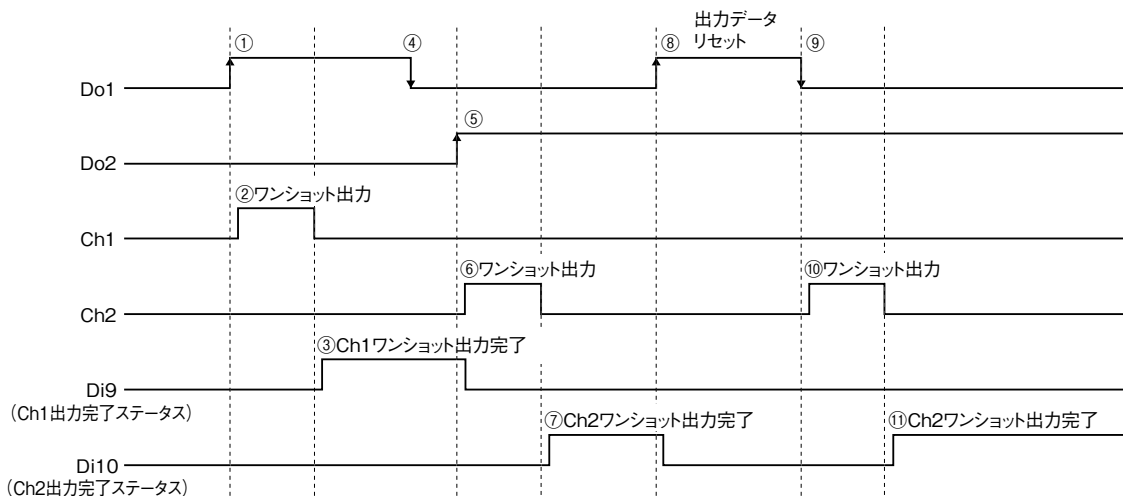 出力データ
リセット
① ④ ⑧ ⑨
Do1
⑤
Do2
②ワンショット出力
Ch1
⑥ワンショット出力 ⑩ワンショット出力
Ch2
③Ch1ワンショット出力完了
Di9
(Ch1出力完了ステータス)
⑦Ch2ワンショット出力完了 ⑪Ch2ワンショット出力完了
Di10
(Ch2出力完了ステータス)